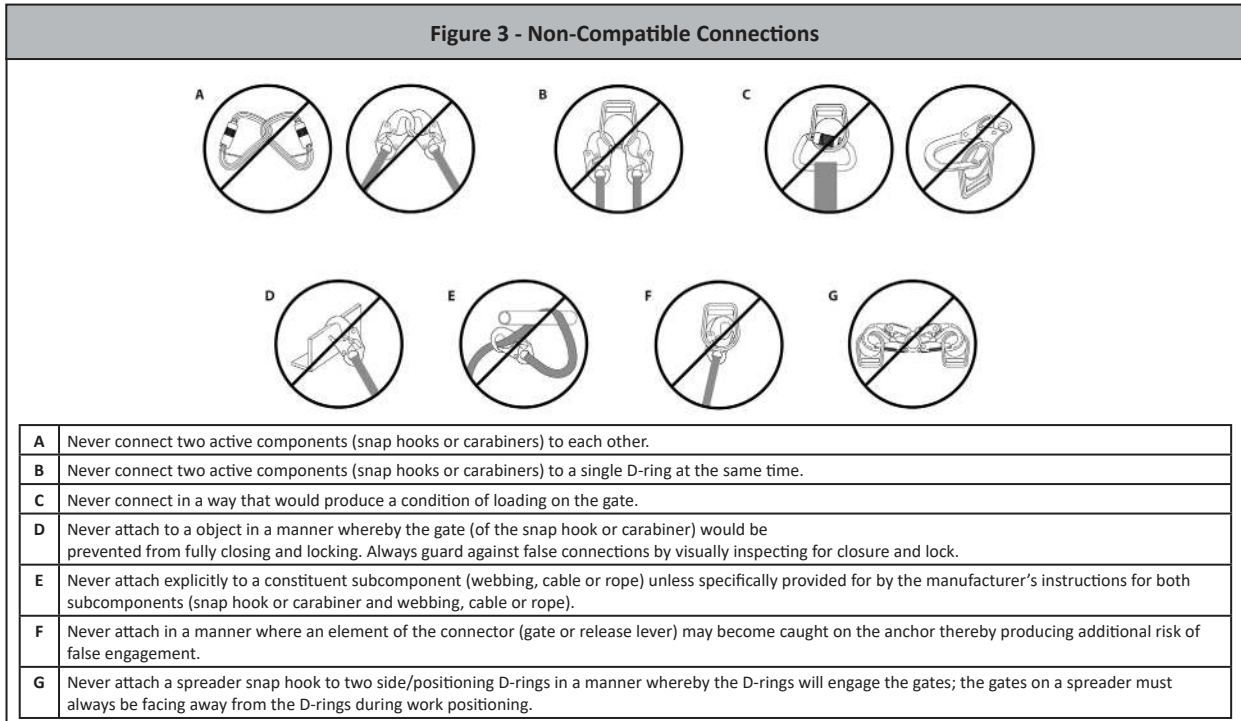 Figure 3 - Non-Compatible Connections
A
B
C
D
E
F
G
A Never connect two active components (snap hooks or carabiners) to each other.
B Never connect two active components (snap hooks or carabiners) to a single D-ring at the same time.
C Never connect in a way that would produce a condition of loading on the gate.
D Never attach to a object in a manner whereby the gate (of the snap hook or carabiner) would be
prevented from fully closing and locking. Always guard against false connections by visually inspecting for closure and lock.
E Never attach explicitly to a constituent subcomponent (webbing, cable or rope) unless specifically provided for by the manufacturer's instructions for both
subcomponents (snap hook or carabiner and webbing, cable or rope).
F Never attach in a manner where an element of the connector (gate or release lever) may become caught on the anchor thereby producing additional risk of
false engagement.
G Never attach a spreader snap hook to two side/positioning D-rings in a manner whereby the D-rings will engage the gates; the gates on a spreader must
always be facing away from the D-rings during work positioning.